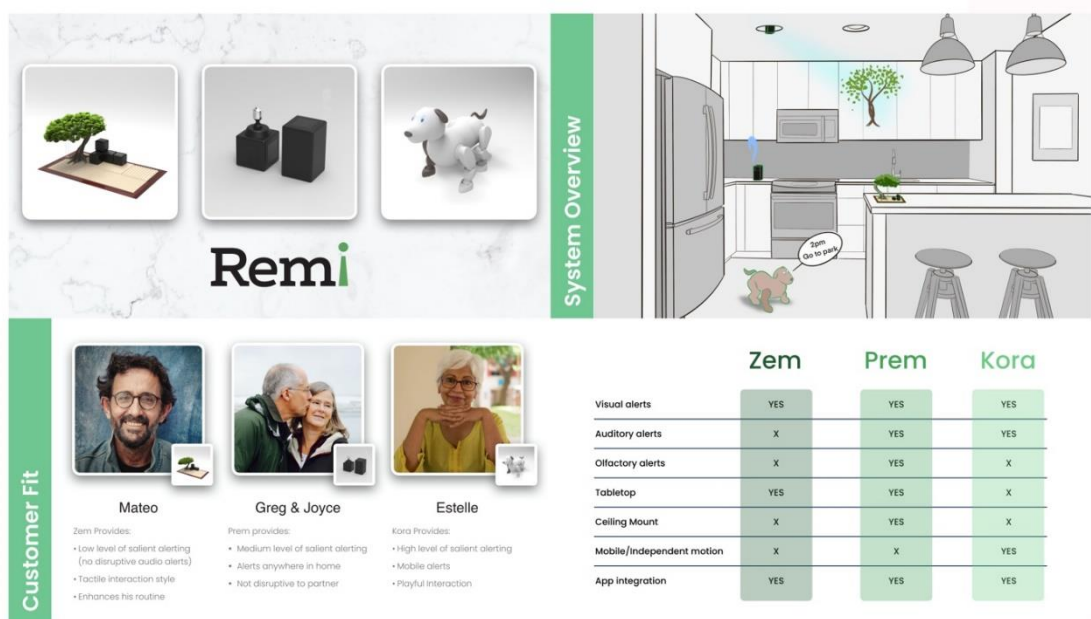 Remi
System Overview
2pm
Go to park
Customer Fit
Mateo
Zem Provides:
• Low level of salient alerting
(no disruptive audio alerts)
• Tactile interaction style
• Enhances his routine
Greg & Joyce
Prem provides:
• Medium level of salient alerting
• Alerts anywhere in home
• Not disruptive to partner
Estelle
Kora Provides:
• High level of salient alerting
• Mobile alerts
• Playful Interaction
Zem Prem Kora
Visual alerts YES YES YES
Auditory alerts X YES YES
Olfactory alerts X YES X
Tabletop YES YES X
Ceiling Mount X YES X
Mobile/Independent motion X X YES
App integration YES YES YES